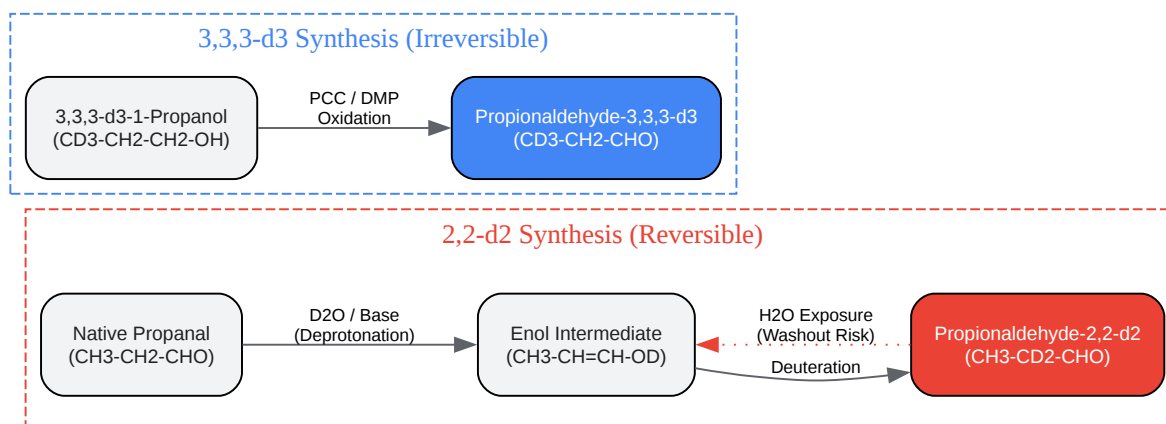 3,3,3-d3 Synthesis (Irreversible)
3,3,3-d3-1-Propanol
(CD3-CH2-CH2-OH)
PCC / DMP
Oxidation
Propionaldehyde-3,3,3-d3
(CD3-CH2-CHO)
2,2-d2 Synthesis (Reversible)
Native Propanal
(CH3-CH2-CHO)
D2O / Base
(Deprotonation)
Enol Intermediate
(CH3-CH=CH-OD)
H2O Exposure
(Washout Risk)
Deuteration
Propionaldehyde-2,2-d2
(CH3-CD2-CHO)